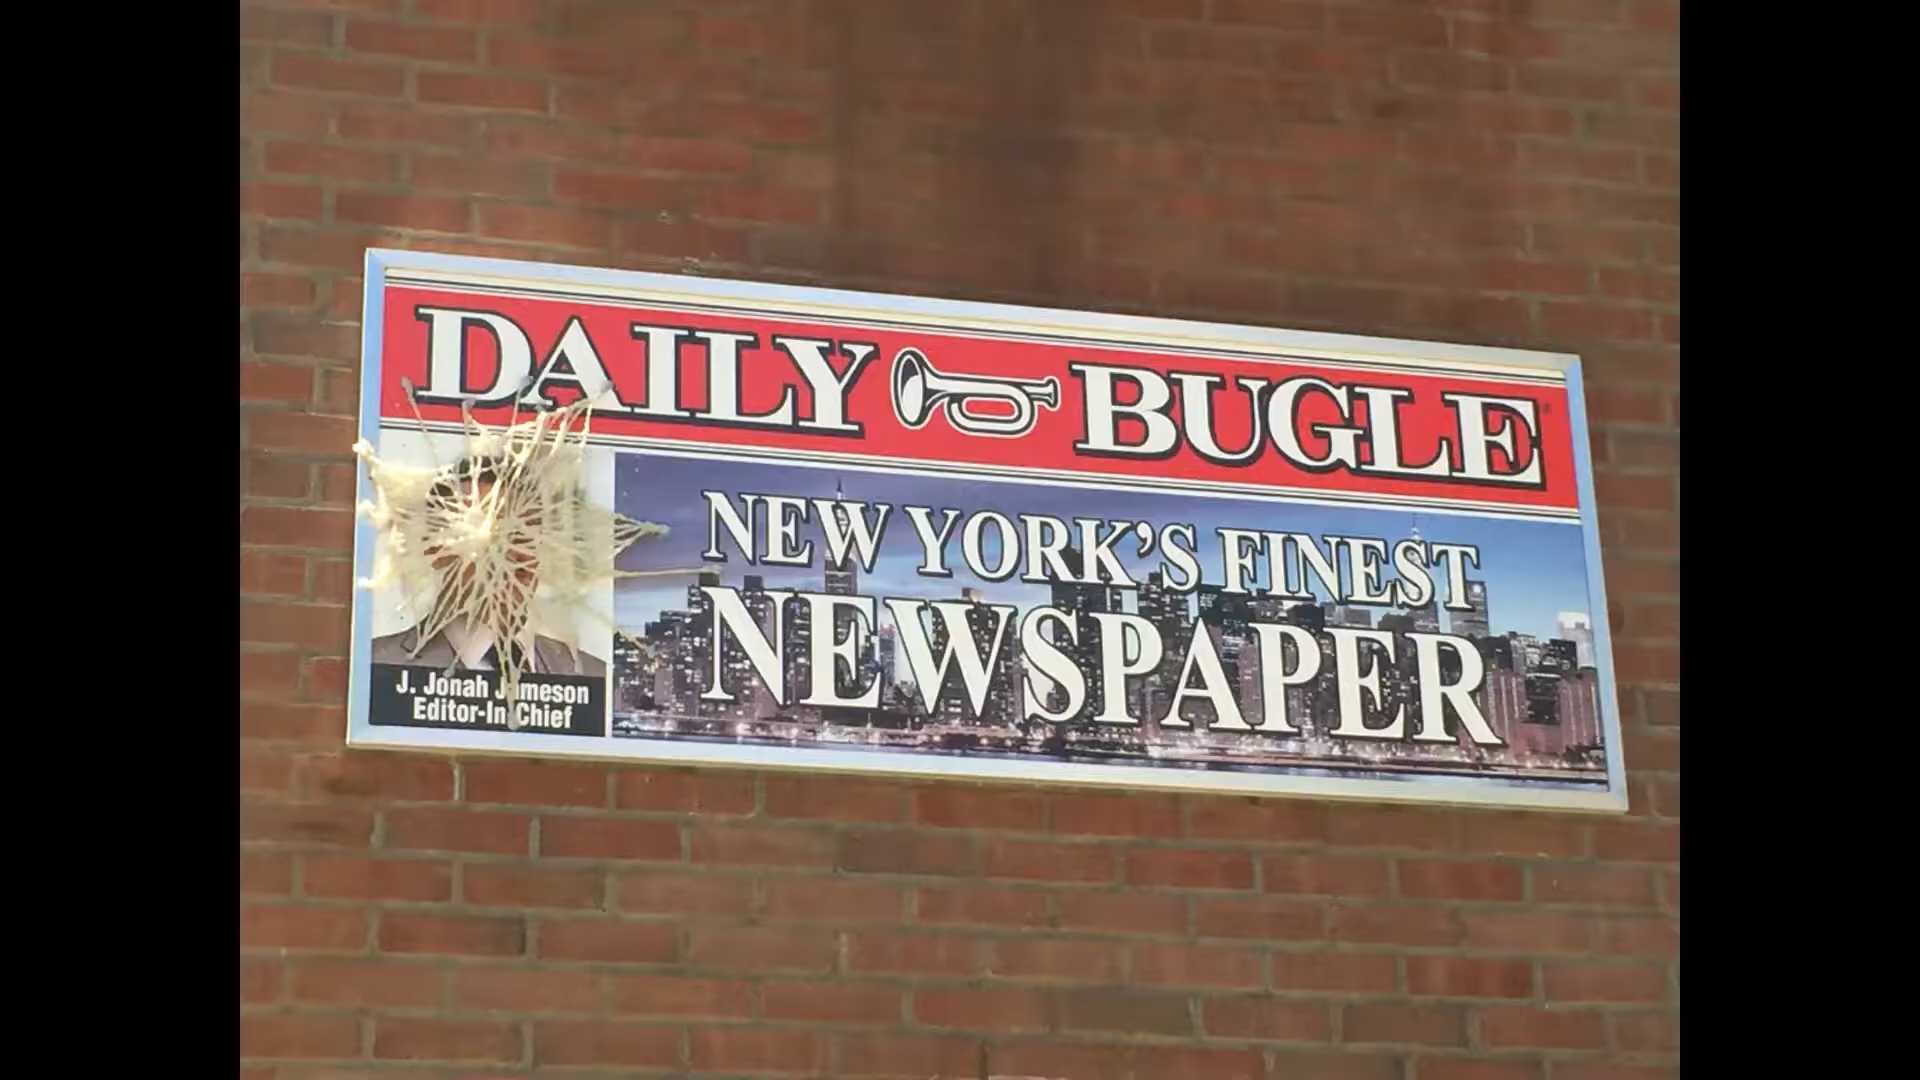 DAILY BUGLE
NEW YORK'S FINEST
NEWSPAPER
J. Jonah Jameson
Editor-In-Chief